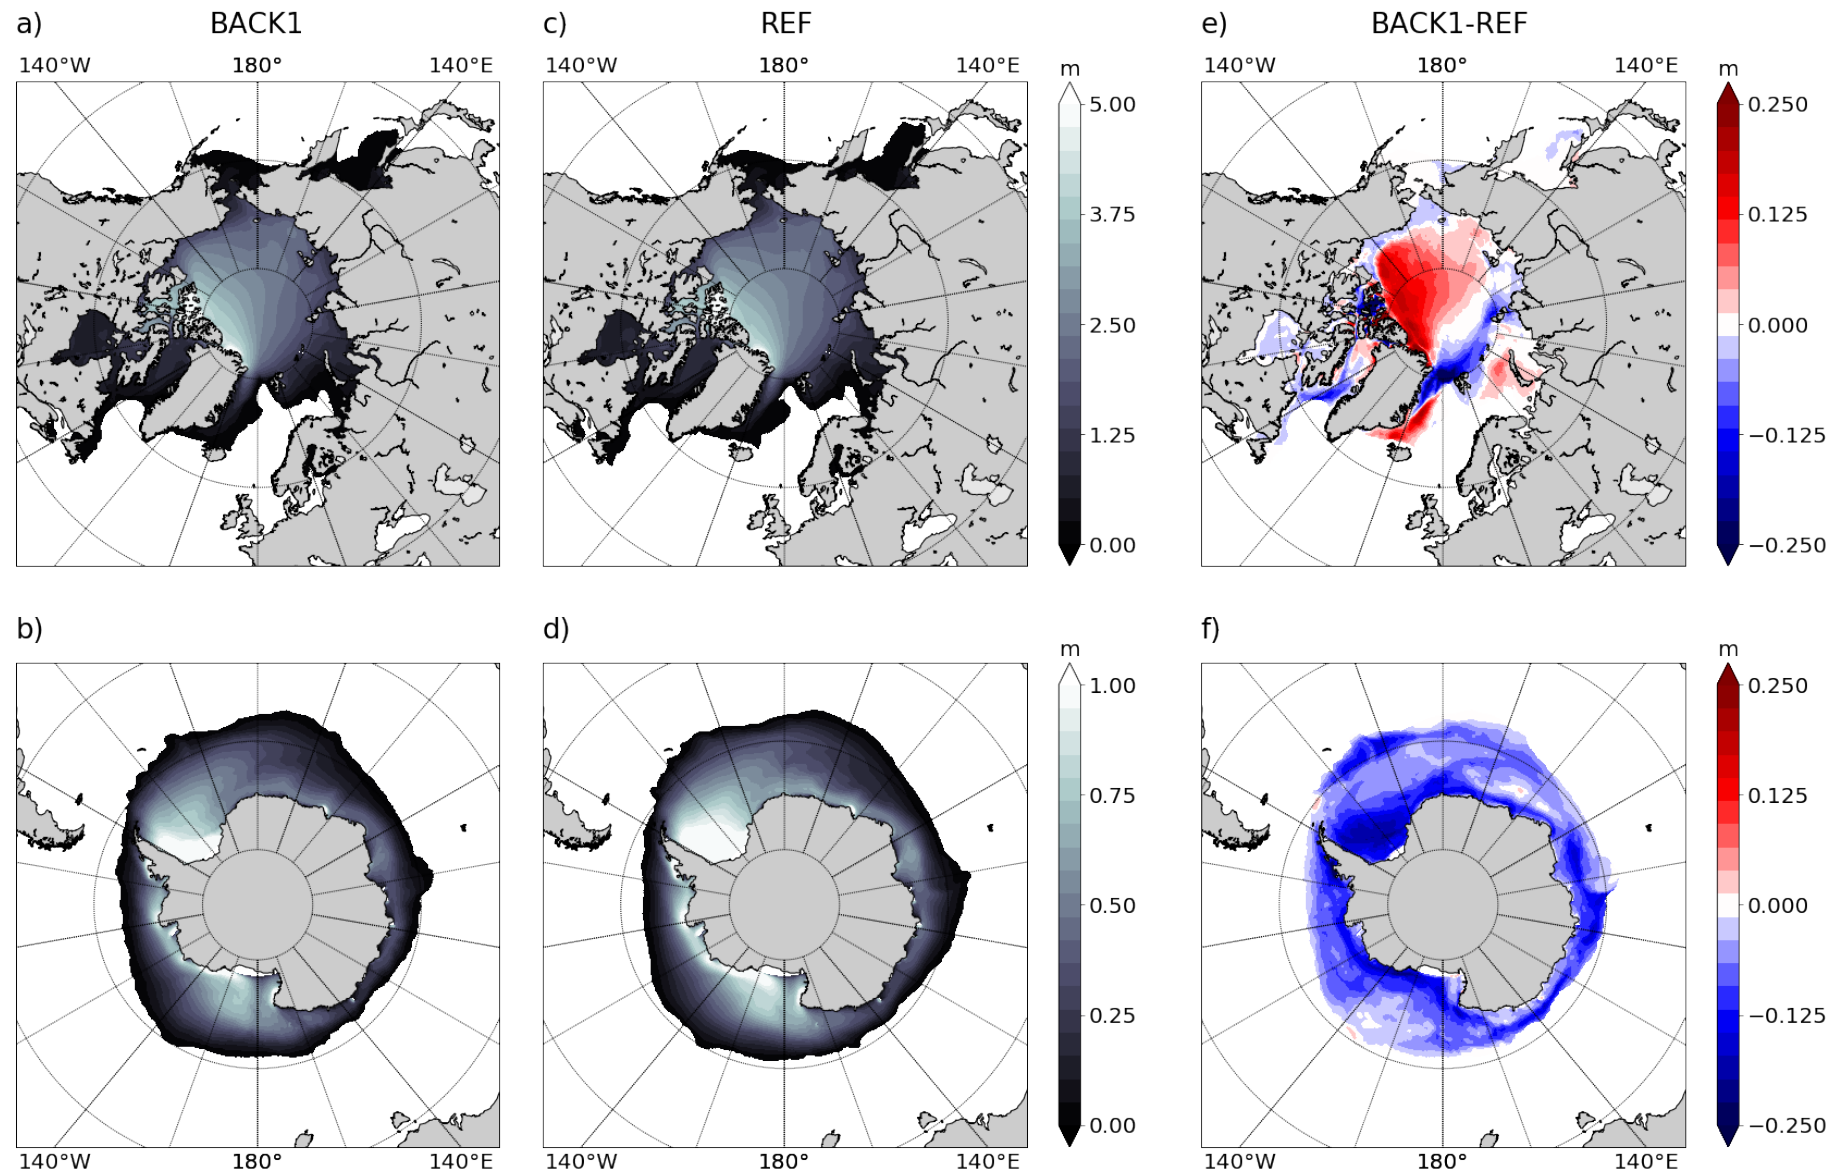 a) BACK1 c) REF e) BACK1-REF
140°W 180° 140°E 140°W 180° 140°E m 140°W 180° 140°E m
5.00 0.250
3.75 0.125
2.50 0.000
1.25 −0.125
0.00 −0.250
b) d) f)
m m
1.00 0.250
0.75 0.125
0.50 0.000
0.25 −0.125
0.00 −0.250
140°W 180° 140°E 140°W 180° 140°E 140°W 180° 140°E